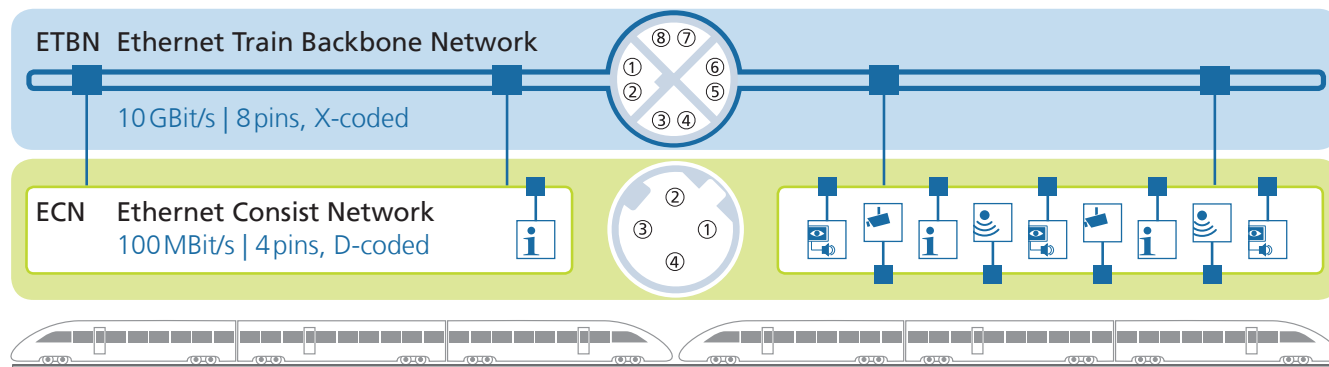 ETBN Ethernet Train Backbone Network
10 GBit/s | 8 pins, X-coded
8 7
1 6
2 5
3 4
ECN Ethernet Consist Network
100 MBit/s | 4 pins, D-coded
2
3 1
4
i i i